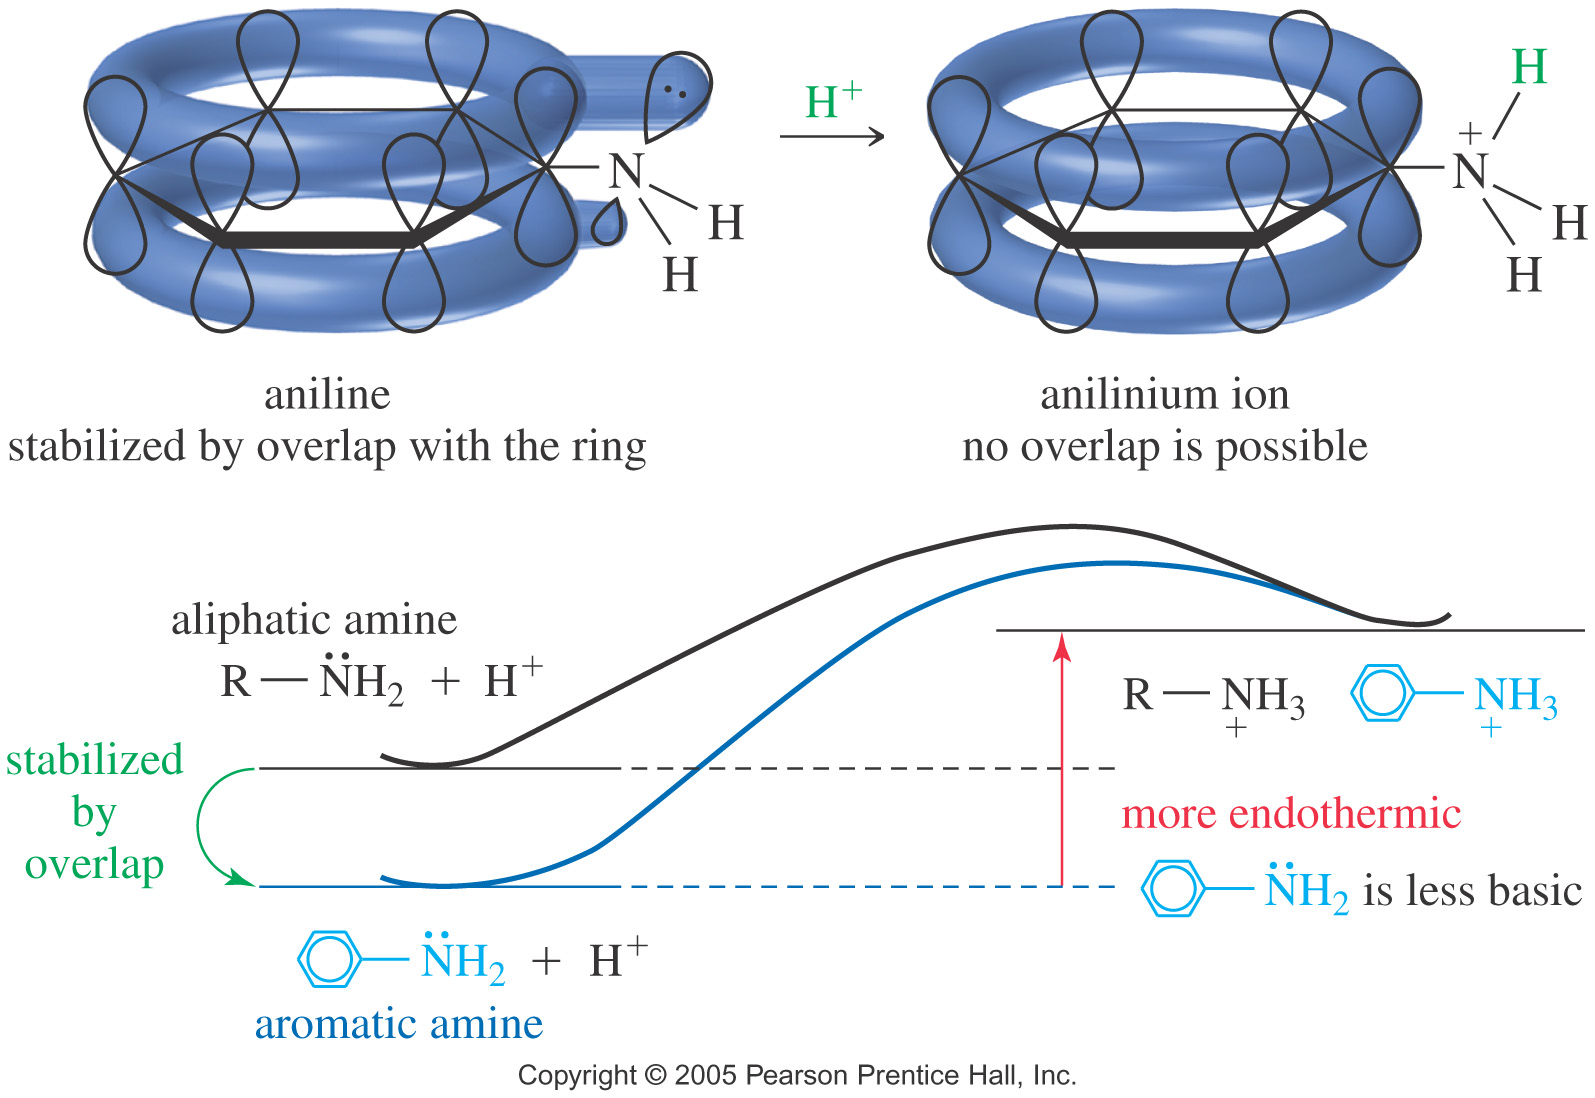 H⁺
N
H
H
H
+
N
H
H
aniline
stabilized by overlap with the ring
anilinium ion
no overlap is possible
aliphatic amine
R — N̈H₂ + H⁺
stabilized
by
overlap
R — NH₃
+
NH₃
+
more endothermic
N̈H₂ is less basic
N̈H₂ + H⁺
aromatic amine
Copyright © 2005 Pearson Prentice Hall, Inc.